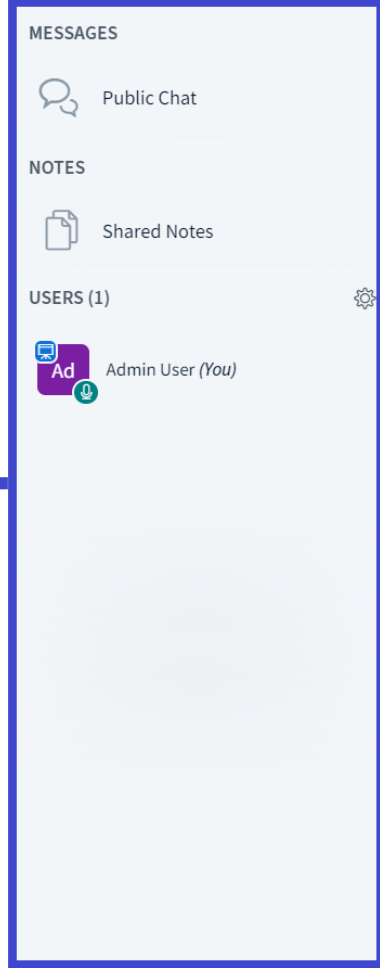 MESSAGES
Public Chat
NOTES
Shared Notes
USERS (1)
Ad
Admin User (You)